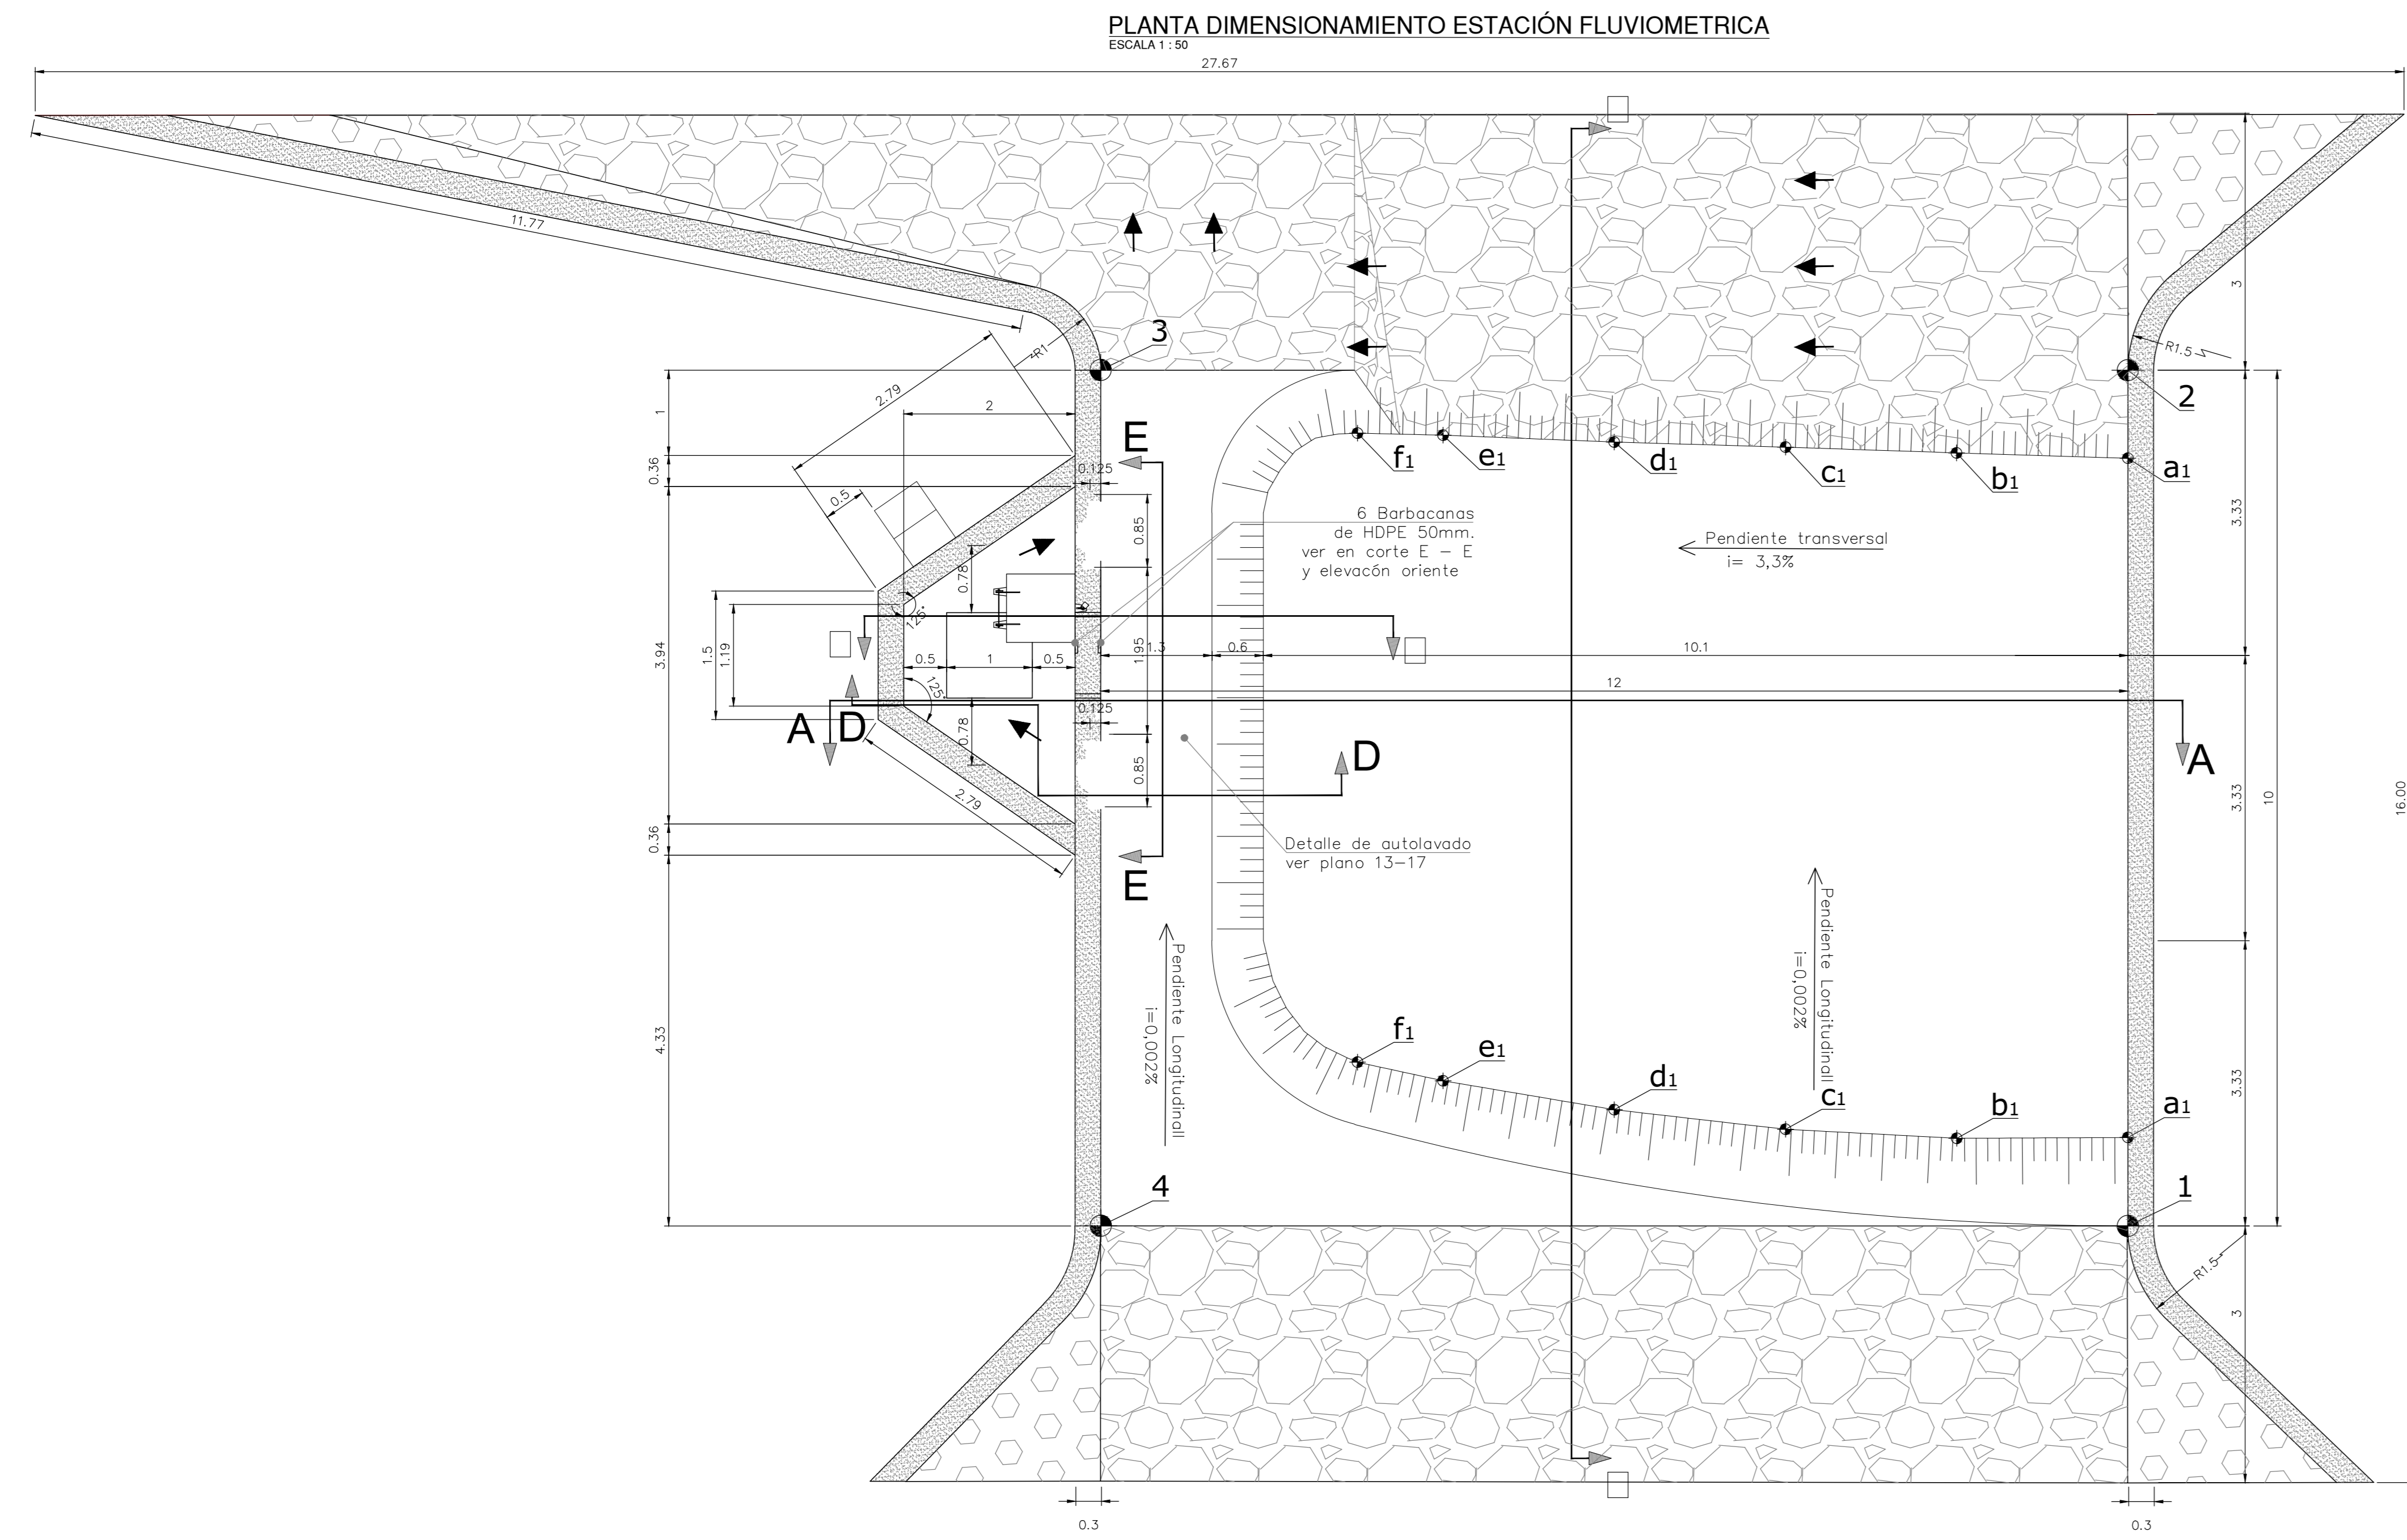 PLANTA DIMENSIONAMIENTO ESTACIÓN FLUVIOMETRICA
ESCALA 1 : 50
27.67
11.77
R1
3
R1.5
2
3
2.79
2
1
0.36
E
0.125
f1
e1
d1
c1
b1
a1
0.5
0.85
3.33
6 Barbacanas
de HDPE 50mm.
ver en corte E – E
y elevacón oriente
Pendiente transversal
i= 3,3%
0.78
125°
1.5
1.19
3.94
0.5
1
0.5
1.95
1.3
0.6
10.1
12
125°
0.125
A
D
0.78
0.85
D
A
3.33
10
16.00
2.79
0.36
E
Detalle de autolavado
ver plano 13–17
Pendiente Longitudinall
i=0,002%
Pendiente Longitudinall
i=0,002%
4.33
f1
e1
d1
c1
b1
a1
3.33
4
1
R1.5
3
0.3
0.3